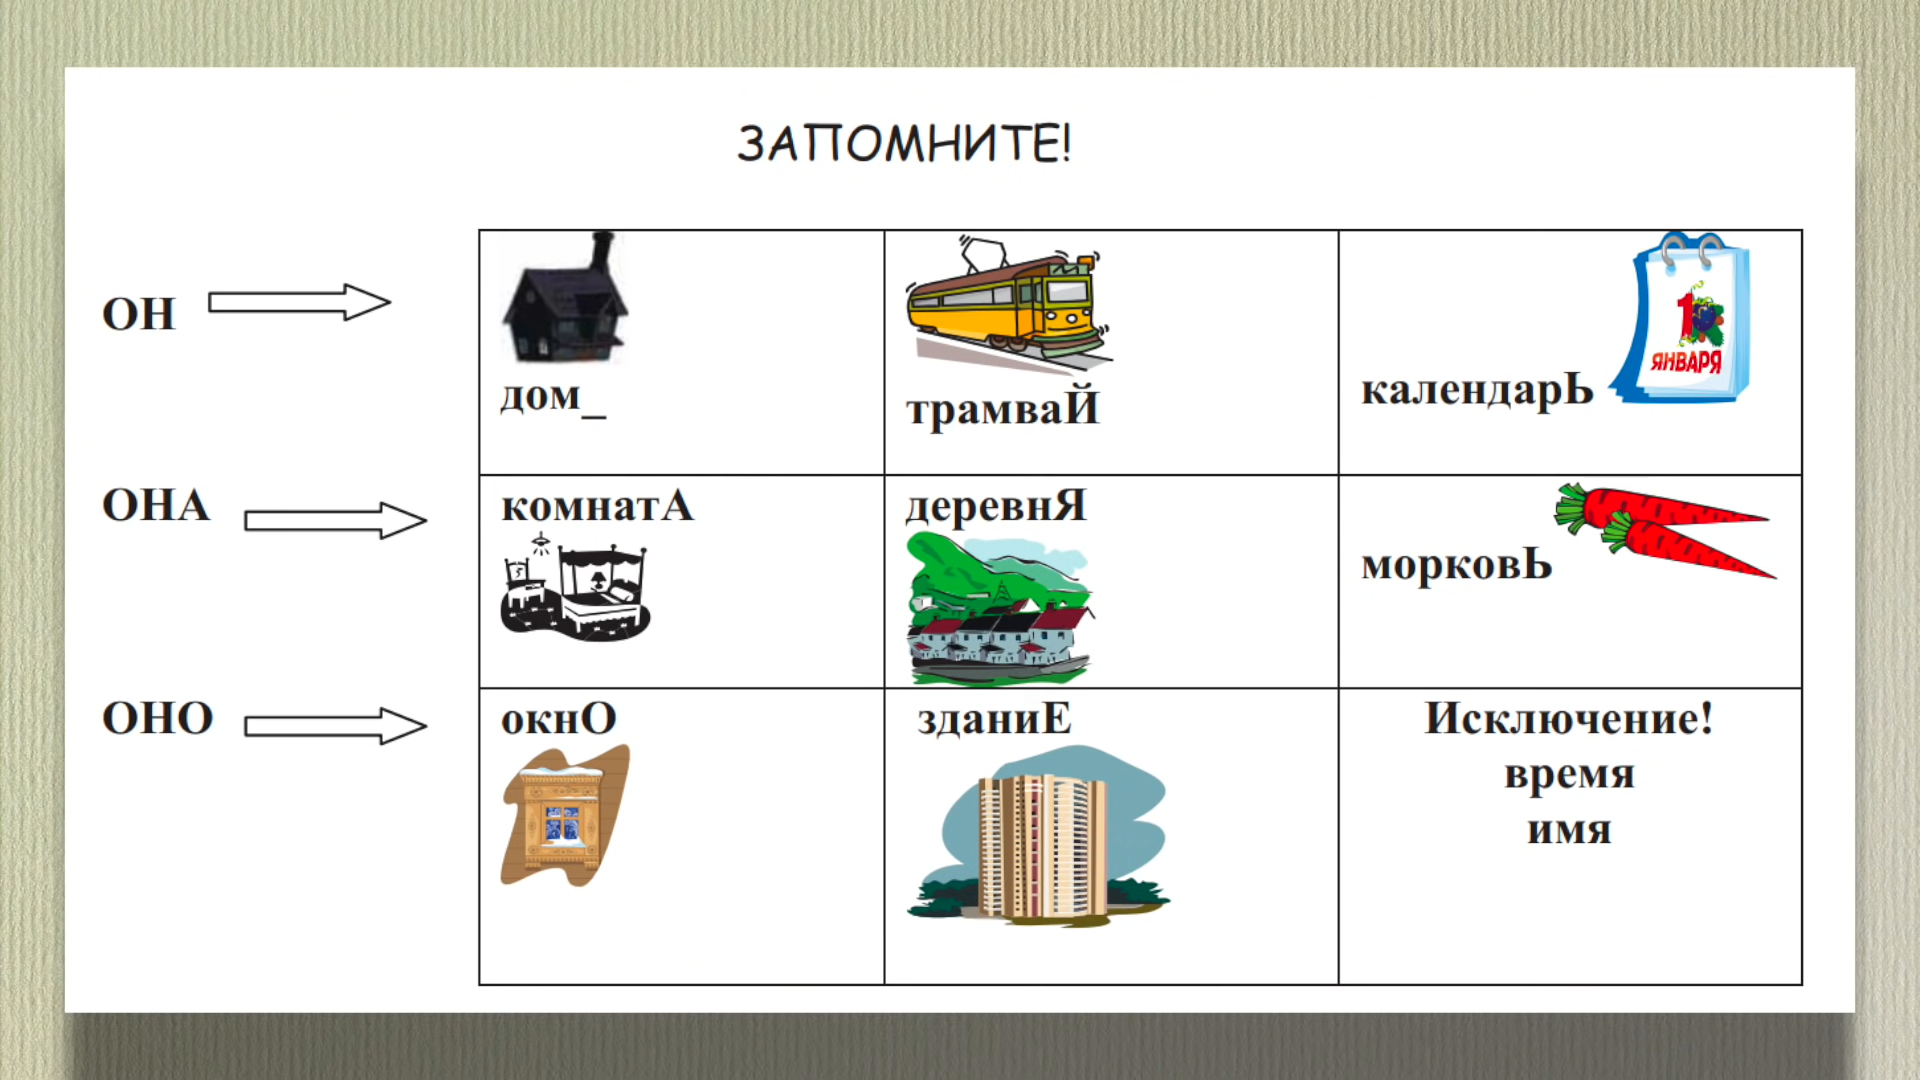 ЗАПОМНИТЕ!
ОН
дом_
трамваЙ
календарЬ
1
ЯНВАРЯ
ОНА
комнатА
деревнЯ
морковЬ
ОНО
окнО
зданиЕ
Исключение!
время
имя